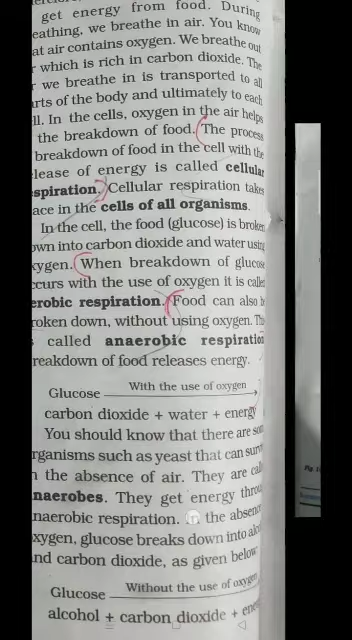 get energy from food. During
eathing, we breathe in air. You know
at air contains oxygen. We breathe out
which is rich in carbon dioxide. The
we breathe in is transported to all
rts of the body and ultimately to each
ll. In the cells, oxygen in the air helps
the breakdown of food. The process
breakdown of food in the cell with the
lease of energy is called cellular
spiration. Cellular respiration takes
ace in the cells of all organisms.
In the cell, the food (glucose) is broken
own into carbon dioxide and water using
xygen. When breakdown of glucose
ccurs with the use of oxygen it is called
erobic respiration. Food can also b
roken down, without using oxygen. Th
called anaerobic respiration
reakdown of food releases energy.
Glucose With the use of oxygen
carbon dioxide + water + energy
You should know that there are som
rganisms such as yeast that can surv
n the absence of air. They are call
naerobes. They get energy throu
naerobic respiration. In the absenc
xygen, glucose breaks down into alco
nd carbon dioxide, as given below
Glucose Without the use of oxygen
alcohol + carbon dioxide + ene